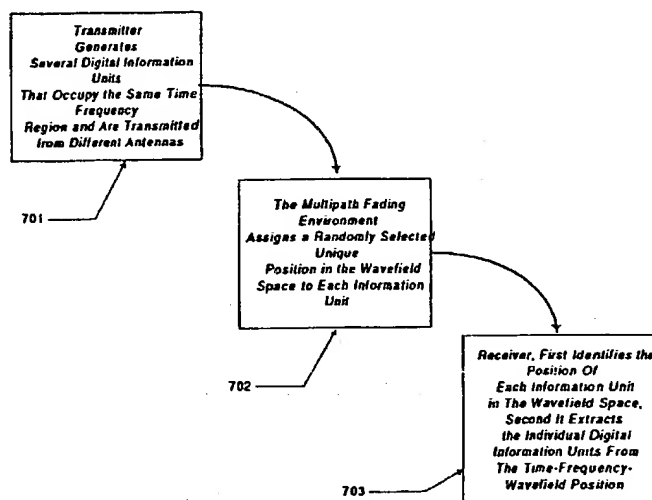 Transmitter
Generates
Several Digital Information
Units
That Occupy the Same Time
Frequency
Region and Are Transmitted
from Different Antennas
701
The Multipath Fading
Environment
Assigns a Randomly Selected
Unique
Position in the Wavefield
Space to Each Information
Unit
702
Receiver, First Identifies the
Position Of
Each Information Unit
in The Wavefield Space,
Second It Extracts
the Individual Digital
Information Units From
The Time-Frequency-
Wavefield Position
703